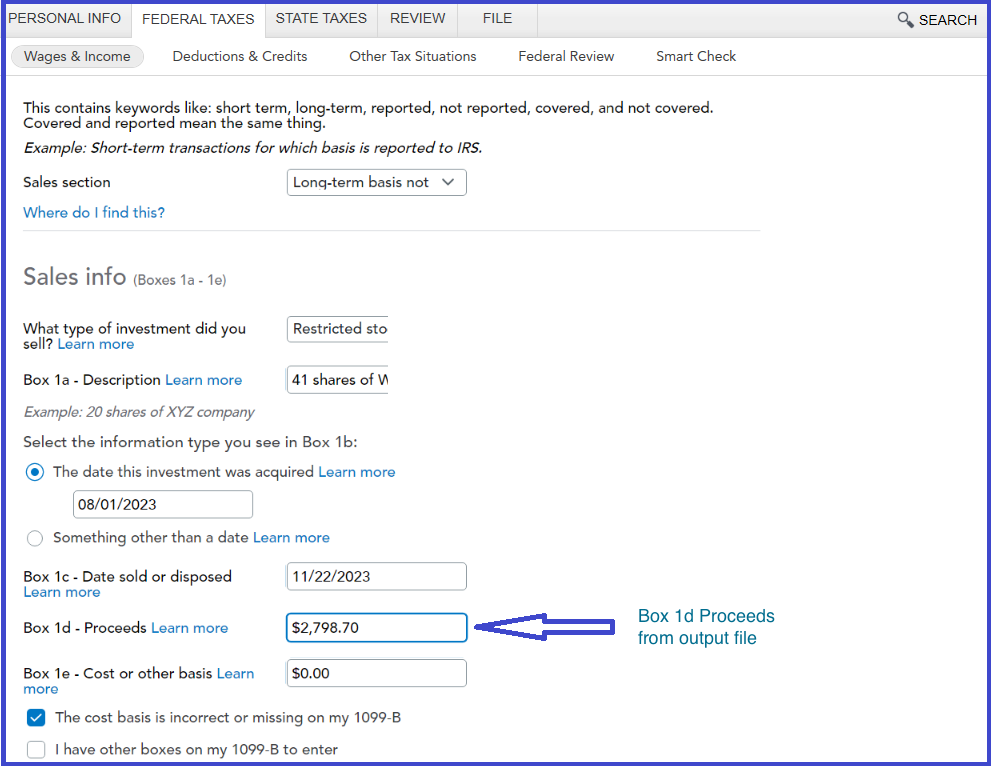 PERSONAL INFO FEDERAL TAXES STATE TAXES REVIEW FILE SEARCH
Wages & Income Deductions & Credits Other Tax Situations Federal Review Smart Check
This contains keywords like: short term, long-term, reported, not reported, covered, and not covered.
Covered and reported mean the same thing.
Example: Short-term transactions for which basis is reported to IRS.
Sales section Long-term basis not
Where do I find this?
Sales info (Boxes 1a - 1e)
What type of investment did you
sell? Learn more
Restricted sto
Box 1a - Description Learn more 41 shares of W
Example: 20 shares of XYZ company
Select the information type you see in Box 1b:
The date this investment was acquired Learn more
08/01/2023
Something other than a date Learn more
Box 1c - Date sold or disposed
Learn more
11/22/2023
Box 1d - Proceeds Learn more $2,798.70
Box 1d Proceeds
from output file
Box 1e - Cost or other basis Learn
more
$0.00
The cost basis is incorrect or missing on my 1099-B
I have other boxes on my 1099-B to enter